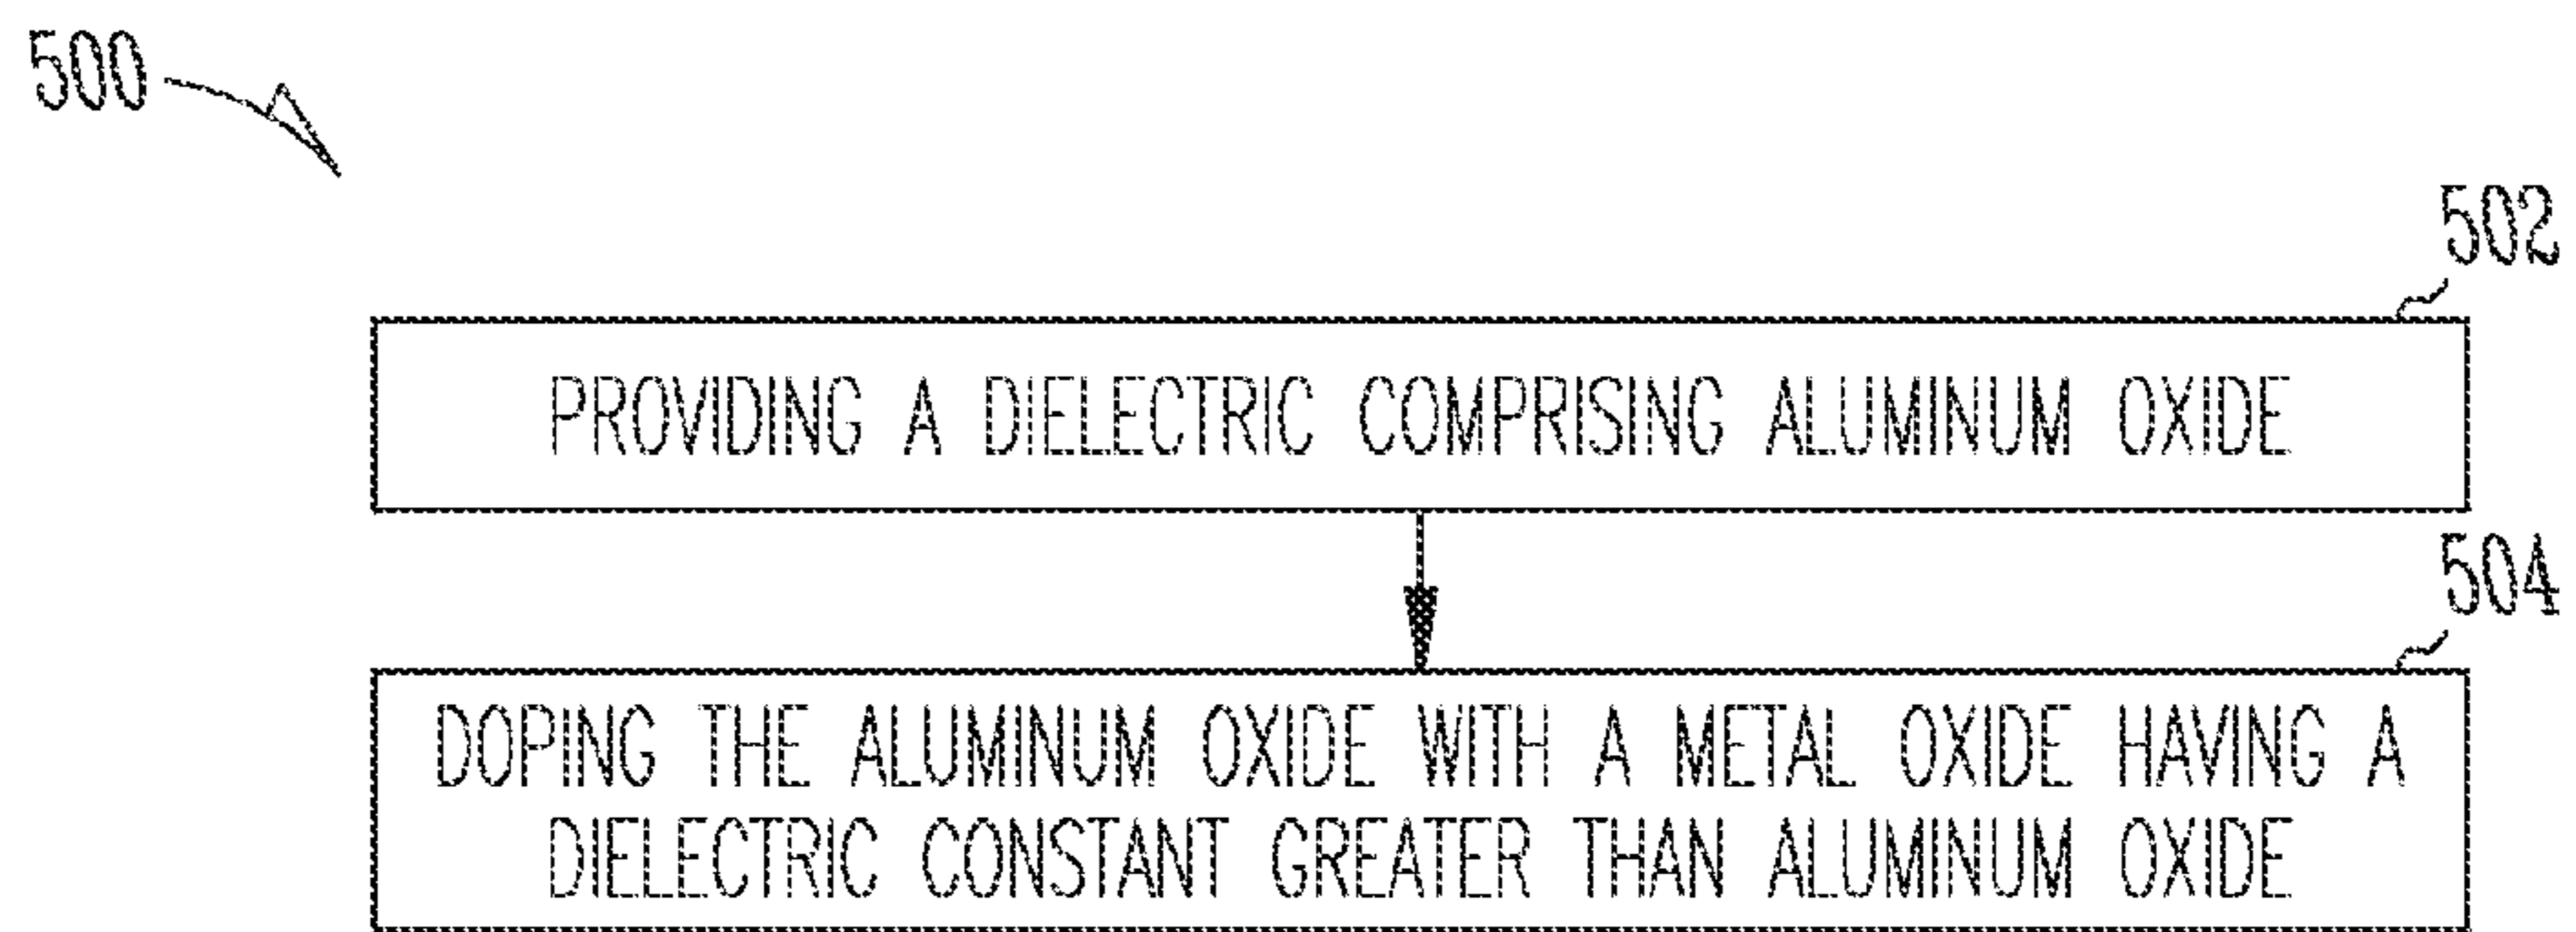 500
502
PROVIDING A DIELECTRIC COMPRISING ALUMINUM OXIDE
504
DOPING THE ALUMINUM OXIDE WITH A METAL OXIDE HAVING A
DIELECTRIC CONSTANT GREATER THAN ALUMINUM OXIDE